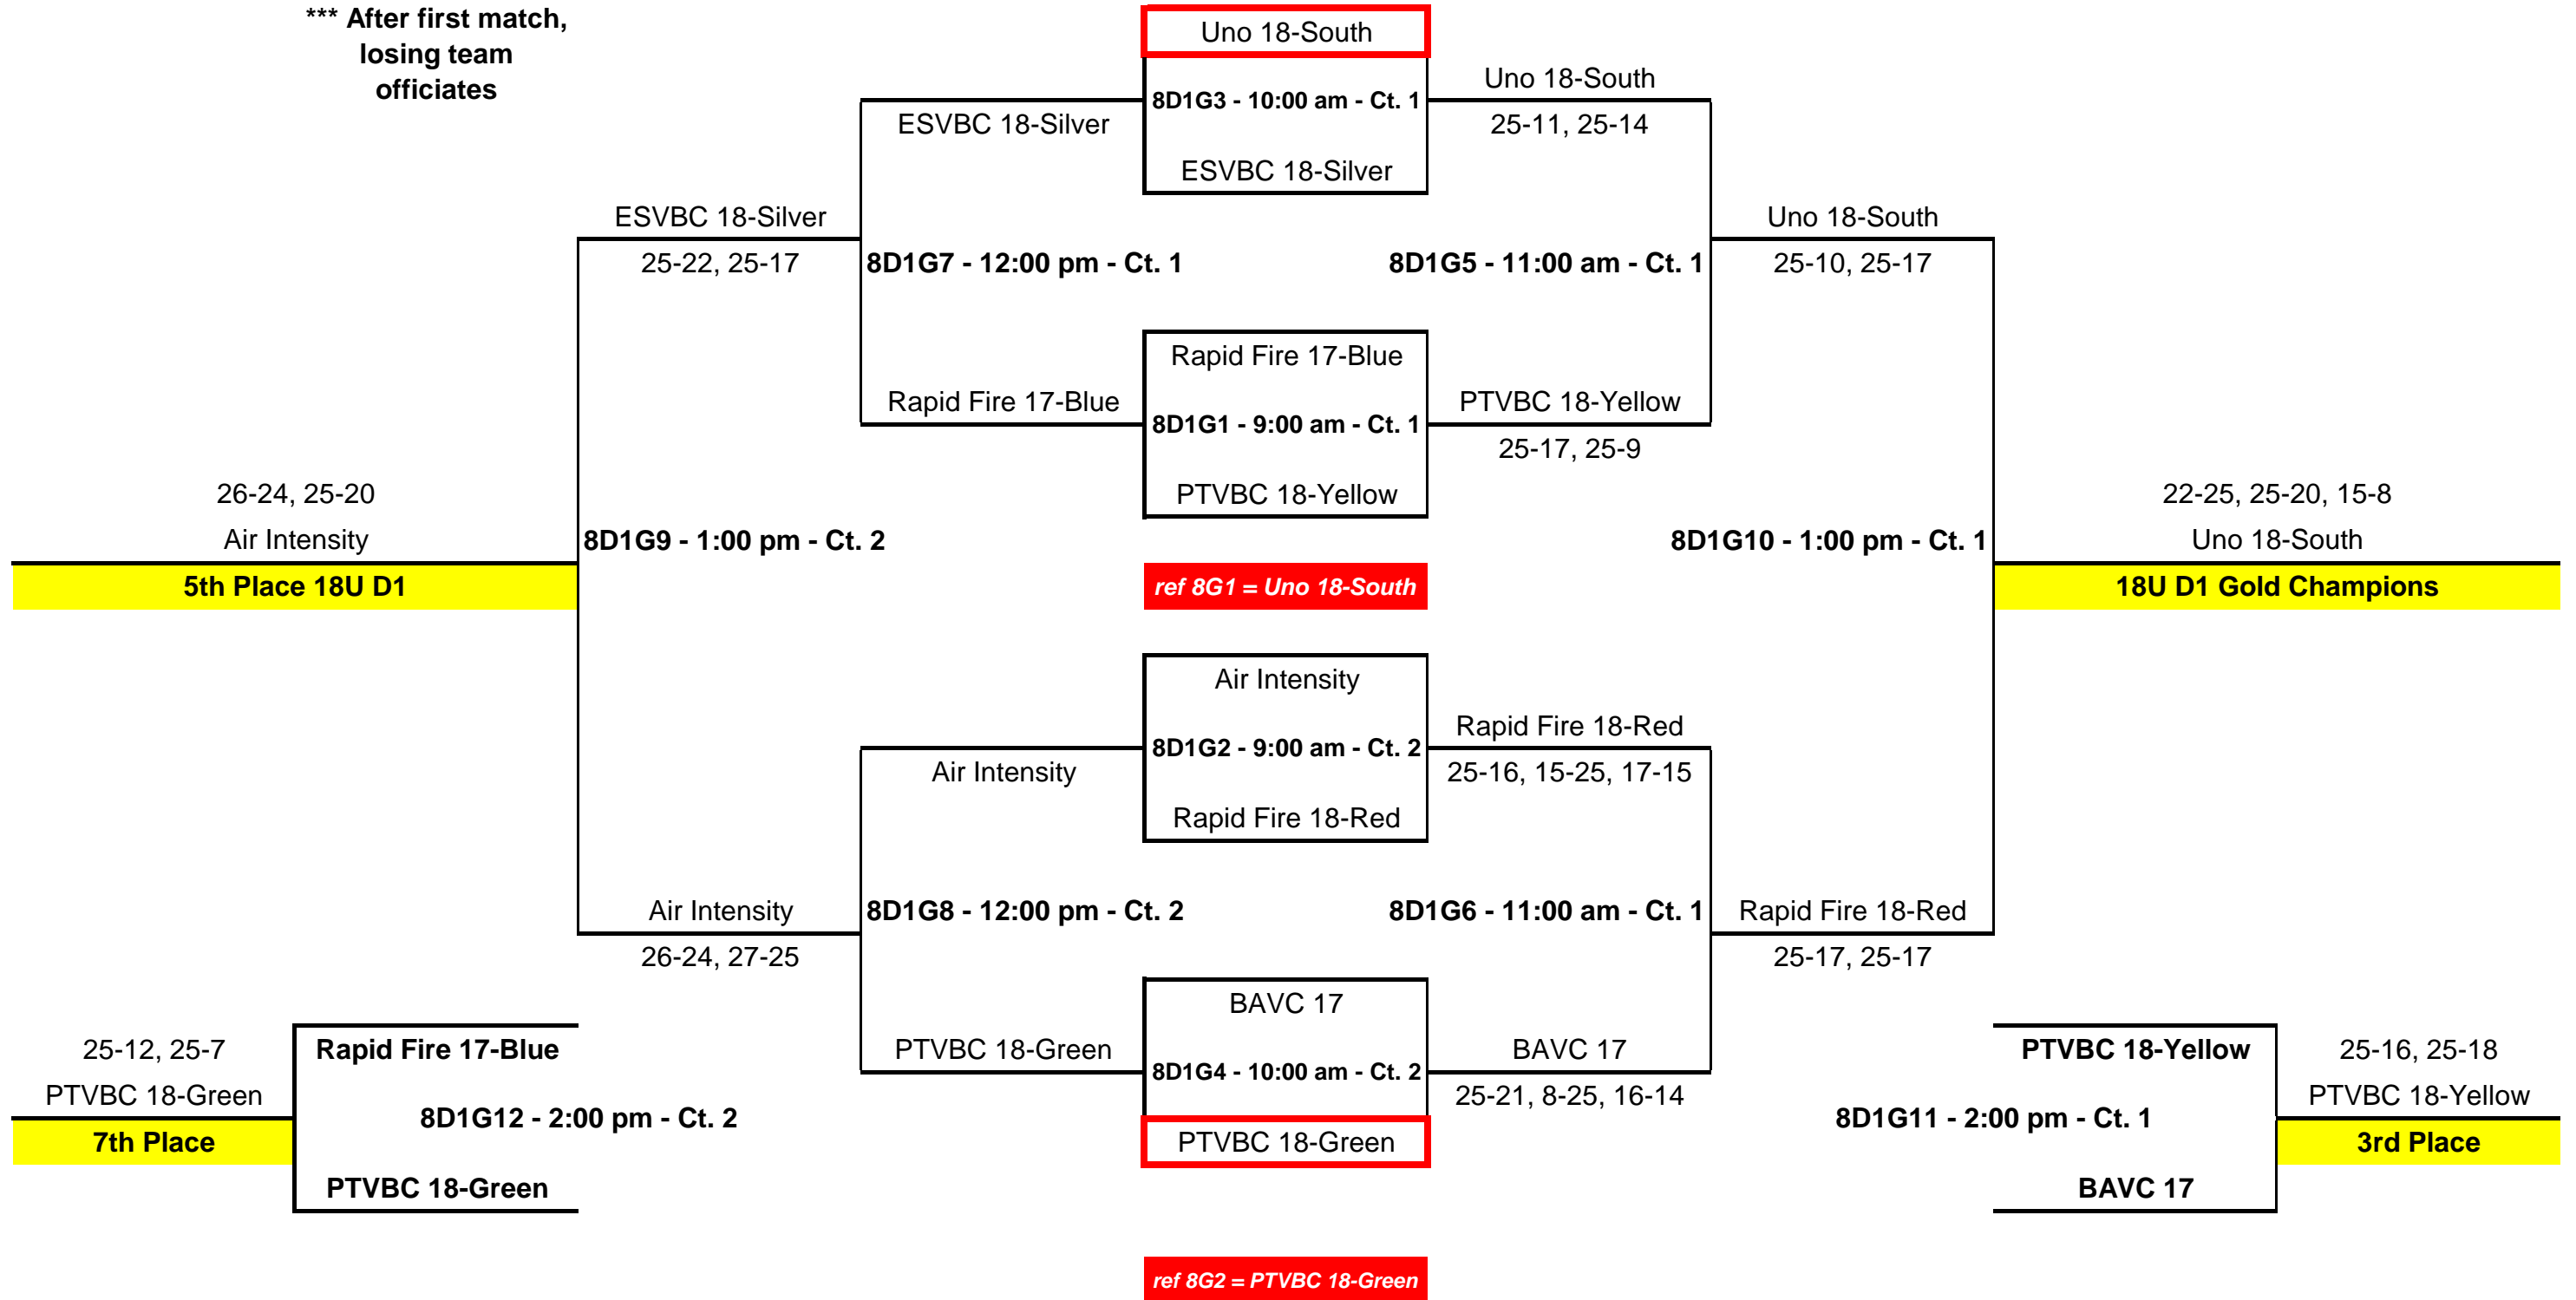 *** After first match,
losing team
officiates
Uno 18-South
Uno 18-South
8D1G3 - 10:00 am - Ct. 1
ESVBC 18-Silver
25-11, 25-14
ESVBC 18-Silver
ESVBC 18-Silver
Uno 18-South
25-22, 25-17
8D1G7 - 12:00 pm - Ct. 1
8D1G5 - 11:00 am - Ct. 1
25-10, 25-17
Rapid Fire 17-Blue
Rapid Fire 17-Blue
PTVBC 18-Yellow
8D1G1 - 9:00 am - Ct. 1
25-17, 25-9
26-24, 25-20
PTVBC 18-Yellow
22-25, 25-20, 15-8
Air Intensity
8D1G9 - 1:00 pm - Ct. 2
8D1G10 - 1:00 pm - Ct. 1
Uno 18-South
5th Place 18U D1
ref 8G1 = Uno 18-South
18U D1 Gold Champions
Air Intensity
Rapid Fire 18-Red
8D1G2 - 9:00 am - Ct. 2
Air Intensity
25-16, 15-25, 17-15
Rapid Fire 18-Red
Air Intensity
8D1G8 - 12:00 pm - Ct. 2
8D1G6 - 11:00 am - Ct. 1
Rapid Fire 18-Red
26-24, 27-25
25-17, 25-17
BAVC 17
25-12, 25-7
Rapid Fire 17-Blue
PTVBC 18-Green
BAVC 17
PTVBC 18-Yellow
25-16, 25-18
8D1G4 - 10:00 am - Ct. 2
PTVBC 18-Green
25-21, 8-25, 16-14
PTVBC 18-Yellow
8D1G12 - 2:00 pm - Ct. 2
8D1G11 - 2:00 pm - Ct. 1
7th Place
PTVBC 18-Green
3rd Place
PTVBC 18-Green
BAVC 17
ref 8G2 = PTVBC 18-Green